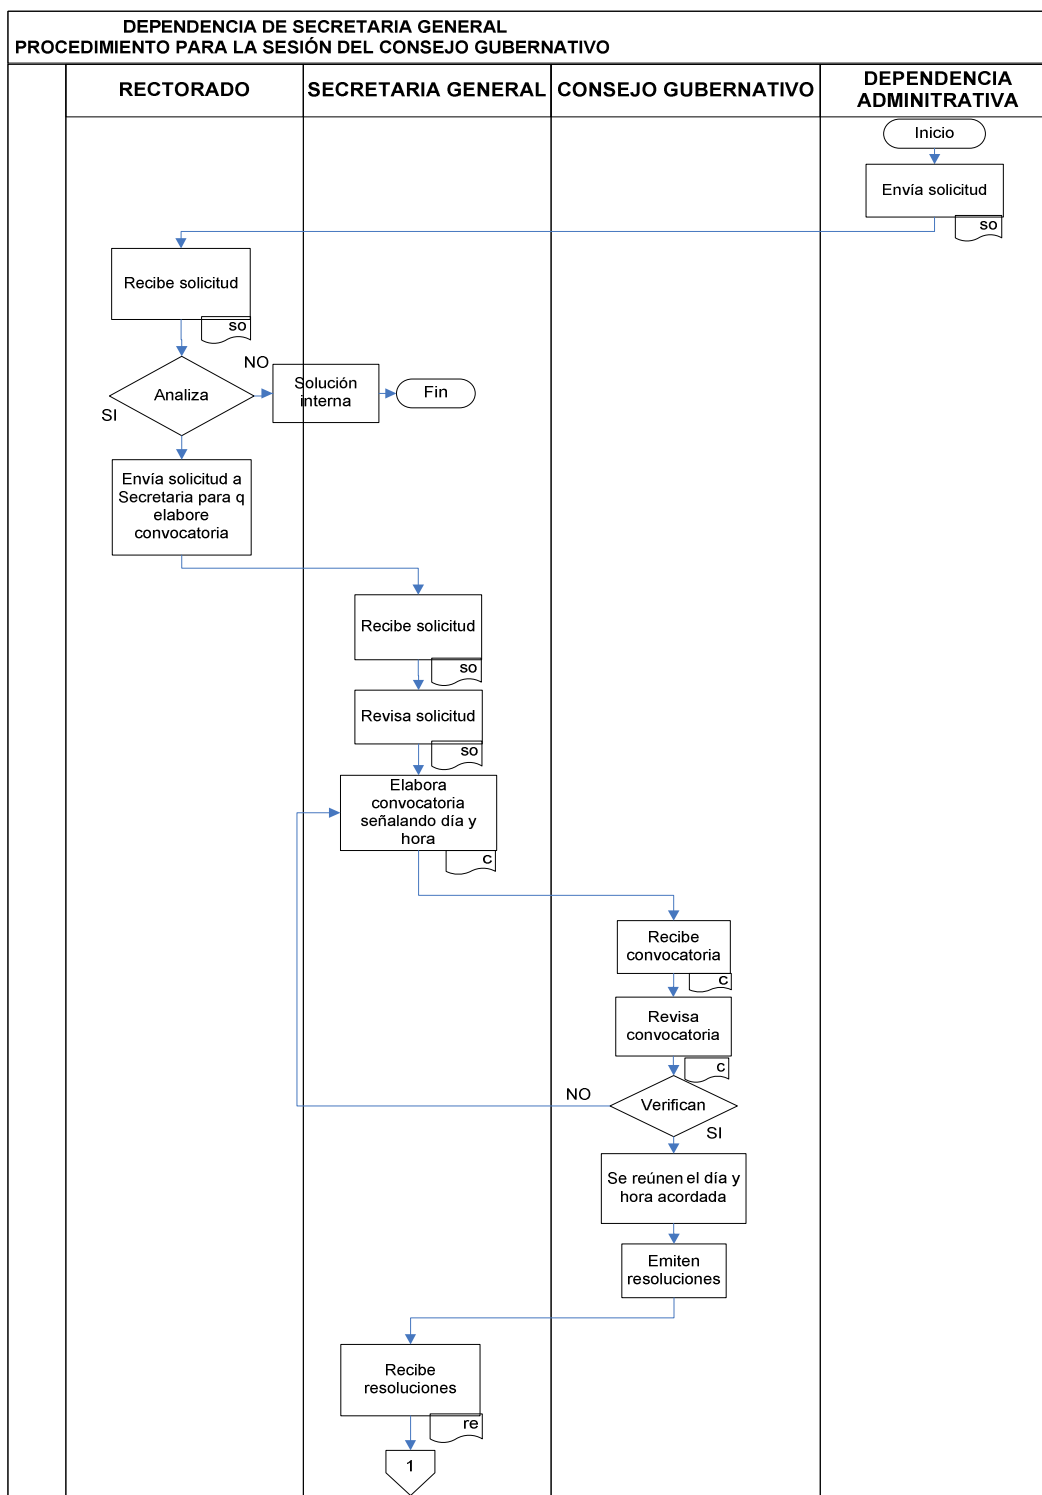 DEPENDENCIA DE SECRETARIA GENERAL
PROCEDIMIENTO PARA LA SESIÓN DEL CONSEJO GUBERNATIVO
RECTORADO
SECRETARIA GENERAL
CONSEJO GUBERNATIVO
DEPENDENCIA
ADMINITRATIVA
Inicio
Envía solicitud
so
Recibe solicitud
so
Analiza
NO
SI
Solución
interna
Fin
Envía solicitud a
Secretaria para q
elabore
convocatoria
Recibe solicitud
so
Revisa solicitud
so
Elabora
convocatoria
señalando día y
hora
C
Recibe
convocatoria
C
Revisa
convocatoria
C
Verifican
NO
SI
Se reúnen el día y
hora acordada
Emiten
resoluciones
Recibe
resoluciones
re
1